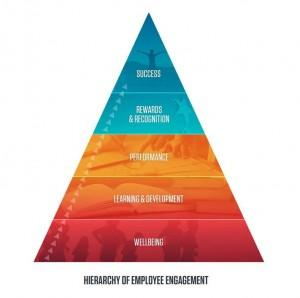 SUCCESS
REWARDS
& RECOGNITION
PERFORMANCE
LEARNING & DEVELOPMENT
WELLBEING
HIERARCHY OF EMPLOYEE ENGAGEMENT